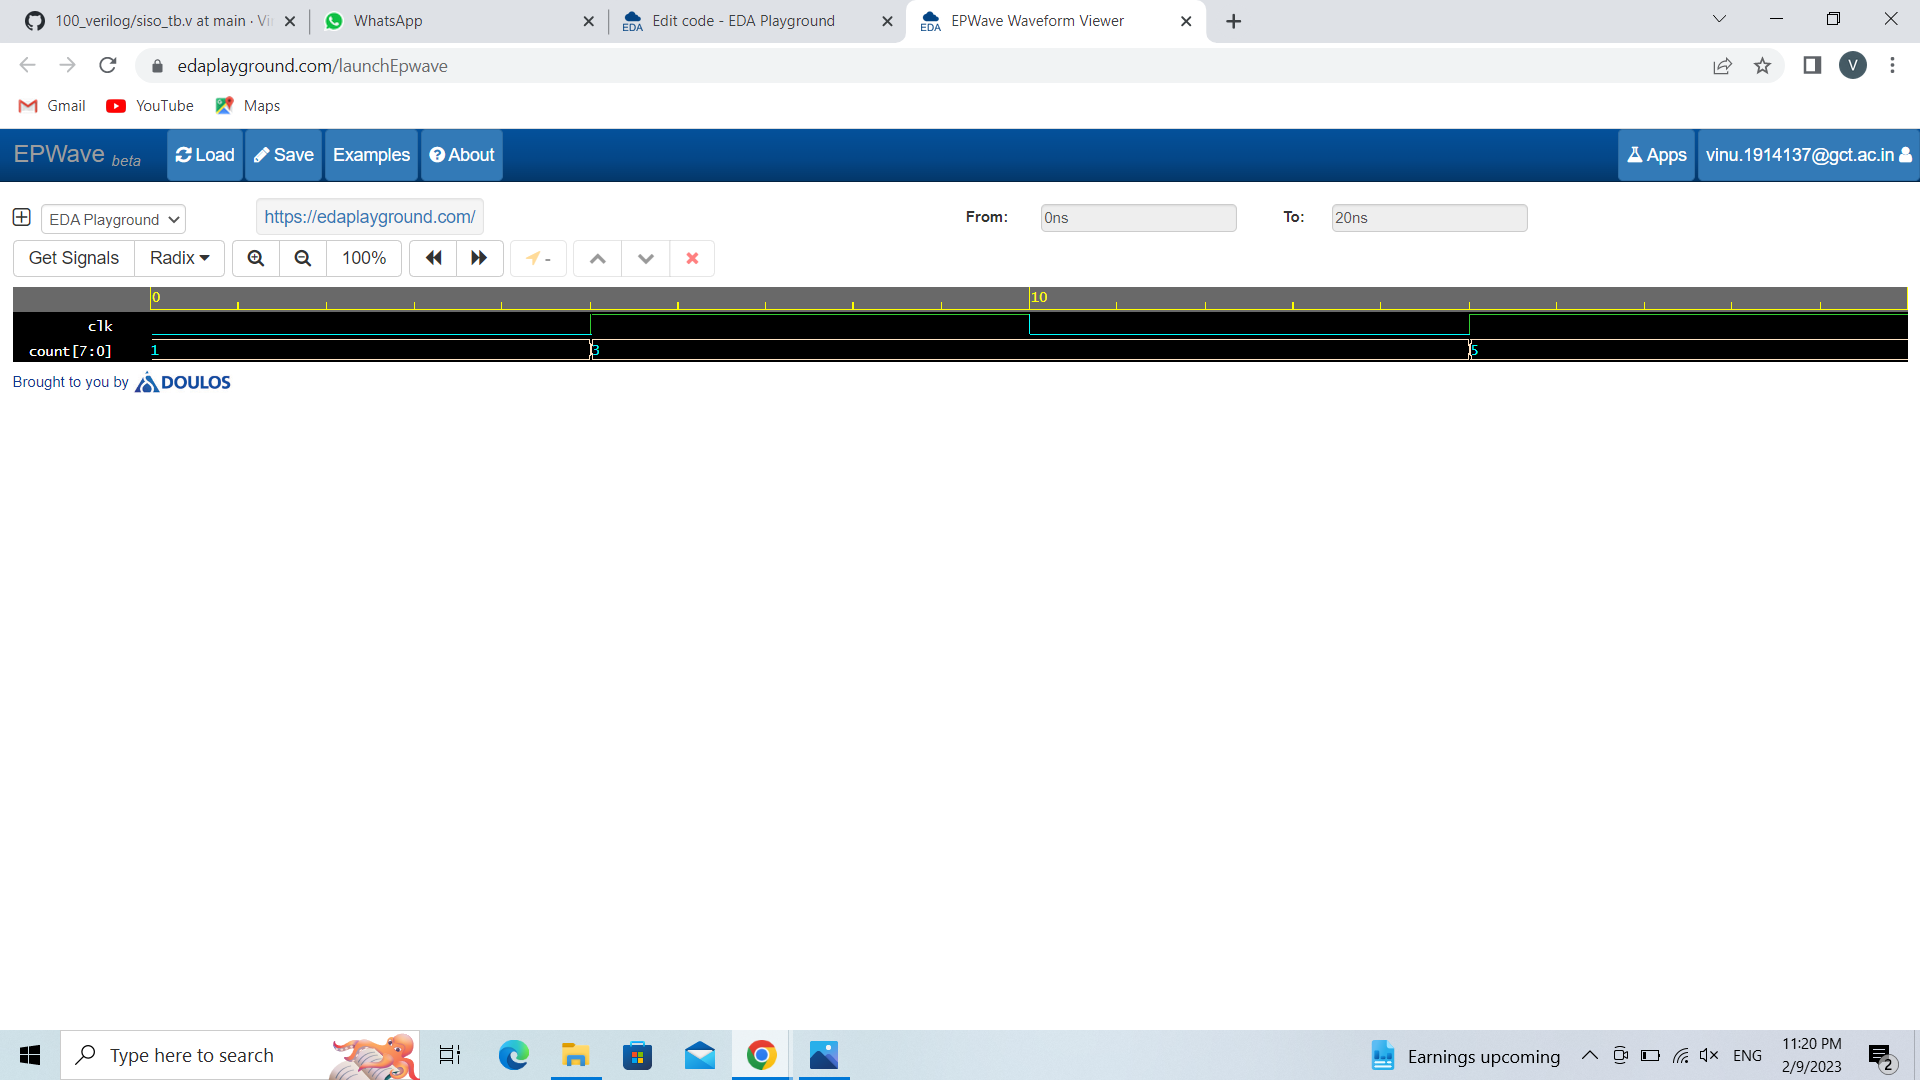 100_verilog/siso_tb.v at main · Vi
WhatsApp
EDA Edit code - EDA Playground
EDA EPWave Waveform Viewer
edaplayground.com/launchEpwave
V
Gmail YouTube Maps
EPWave beta Load Save Examples About Apps vinu.1914137@gct.ac.in
EDA Playground https://edaplayground.com/ From: 0ns To: 20ns
Get Signals Radix 100% -
0 10
clk
count[7:0] 1 3 5
Brought to you by DOULOS
Type here to search
Earnings upcoming
ENG
11:20 PM
2/9/2023
2